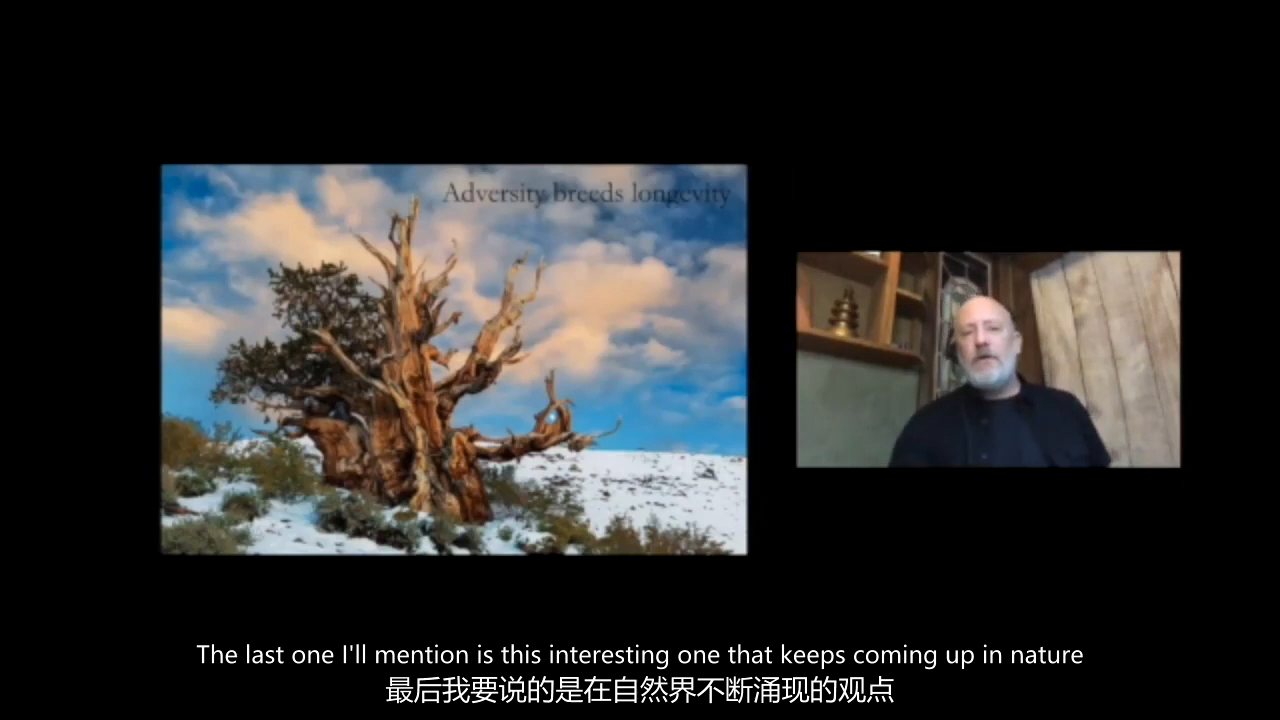 Adversity breeds longevity
The last one I'll mention is this interesting one that keeps coming up in nature
最后我要说的是在自然界不断涌现的观点